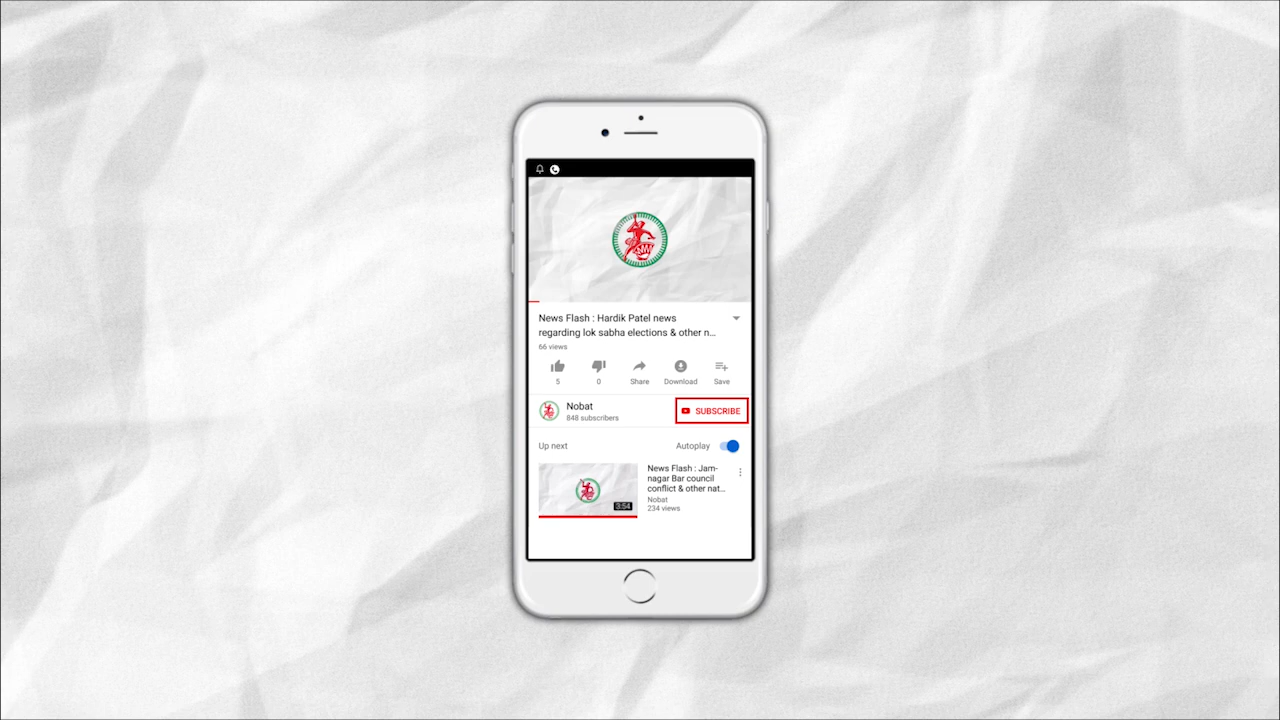 News Flash : Hardik Patel news
regarding lok sabha elections & other n...
66 views
5
0
Share
Download
Save
Nobat
848 subscribers
SUBSCRIBE
Up next
Autoplay
News Flash : Jam-
nagar Bar council
conflict & other nat...
Nobat
234 views
3:54